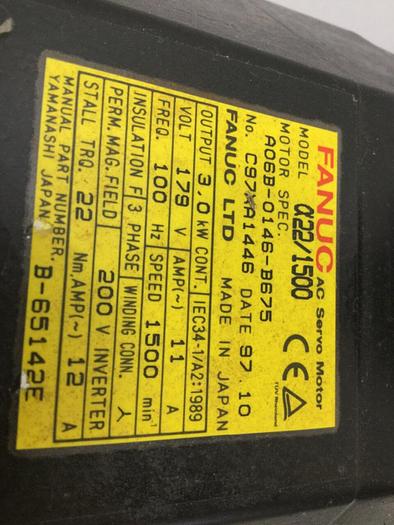 FANUC AC Servo Motor
MODEL α22/1500
MOTOR SPEC.
A06B-0146-B675
No. C97XA1446 DATE 97.10
FANUC LTD MADE IN JAPAN
CE
TÜV Rheinland
OUTPUT 3.0 kW CONT. IEC34-1/A2:1989
VOLT 179 V AMP(~) 11 A
FREQ. 100 Hz SPEED 1500 min⁻¹
INSULATION F 3 PHASE WINDING CONN. Y
PERM.MAG.FIELD 200 V INVERTER
STALL TRQ. 22 Nm AMP(~) 12 A
MANUAL PART NUMBER. B-65142E
YAMANASHI JAPAN